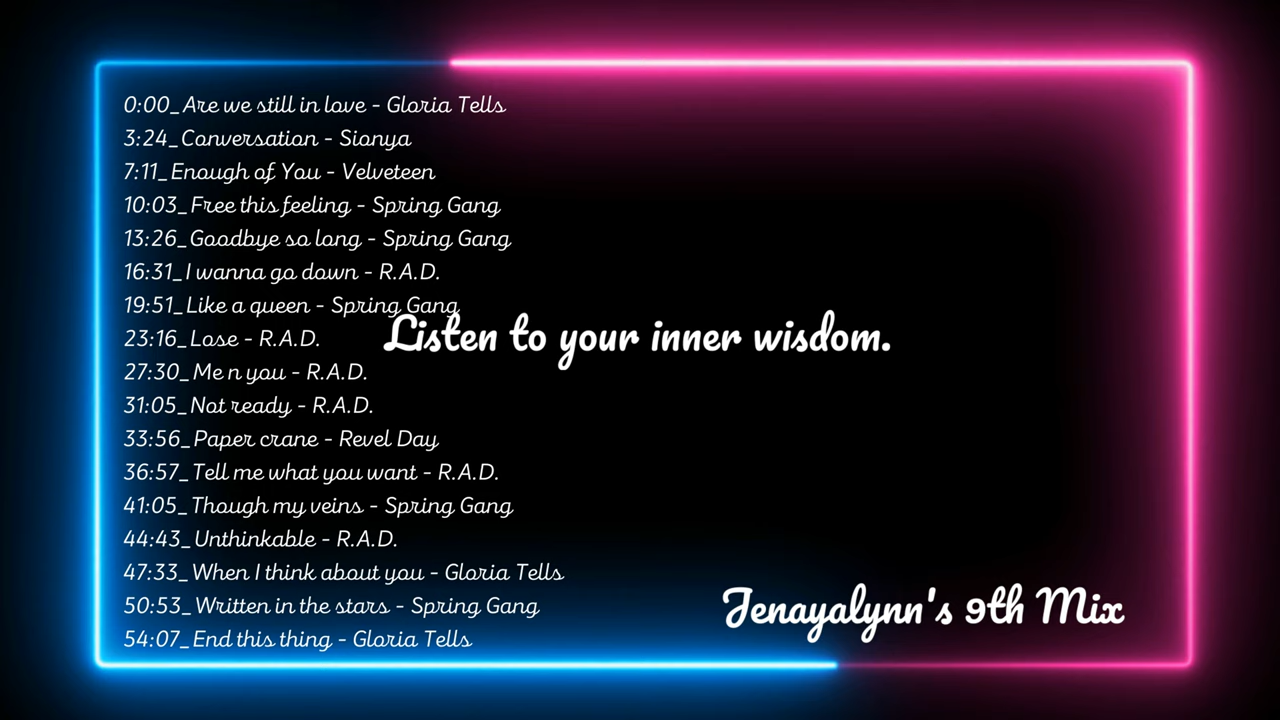 0:00_Are we still in love - Gloria Tells
3:24_Conversation - Sionya
7:11_Enough of You - Velveteen
10:03_Free this feeling - Spring Gang
13:26_Goodbye so long - Spring Gang
16:31_I wanna go down - R.A.D.
19:51_Like a queen - Spring Gang
23:16_Lose - R.A.D.
Listen to your inner wisdom.
27:30_Me n you - R.A.D.
31:05_Not ready - R.A.D.
33:56_Paper crane - Revel Day
36:57_Tell me what you want - R.A.D.
41:05_Though my veins - Spring Gang
44:43_Unthinkable - R.A.D.
47:33_When I think about you - Gloria Tells
50:53_Written in the stars - Spring Gang
54:07_End this thing - Gloria Tells
Jenayalynn's 9th Mix